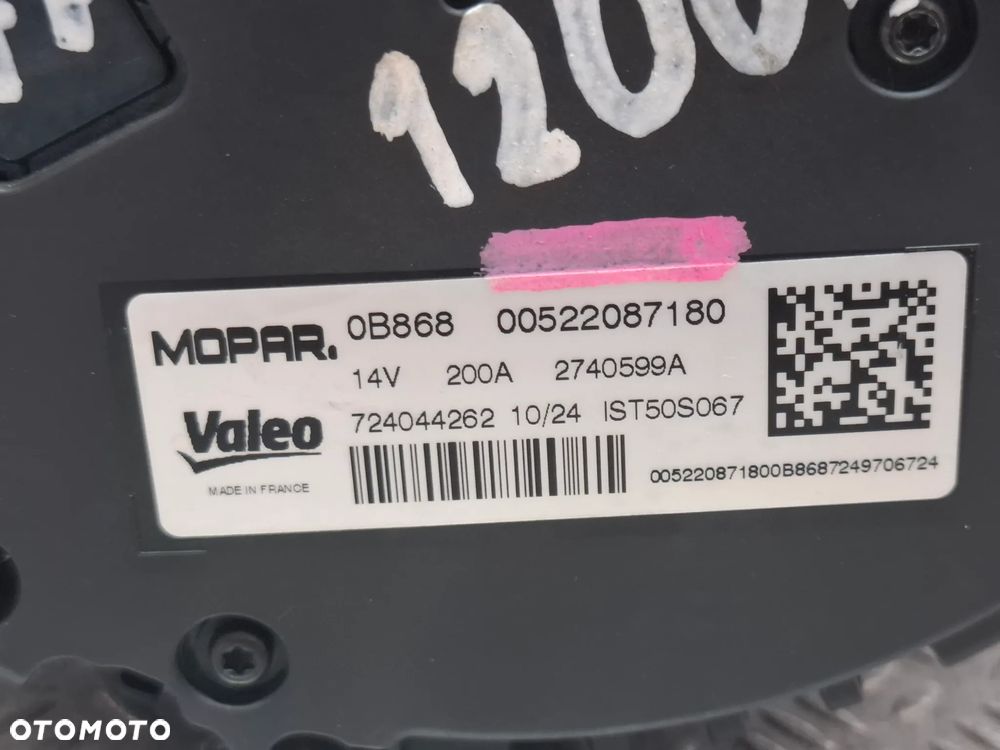 1200
MOPAR. 0B868 00522087180
14V 200A 2740599A
Valeo 724044262 10/24 IST50S067
MADE IN FRANCE
005220871800B8687249706724
OTOMOTO